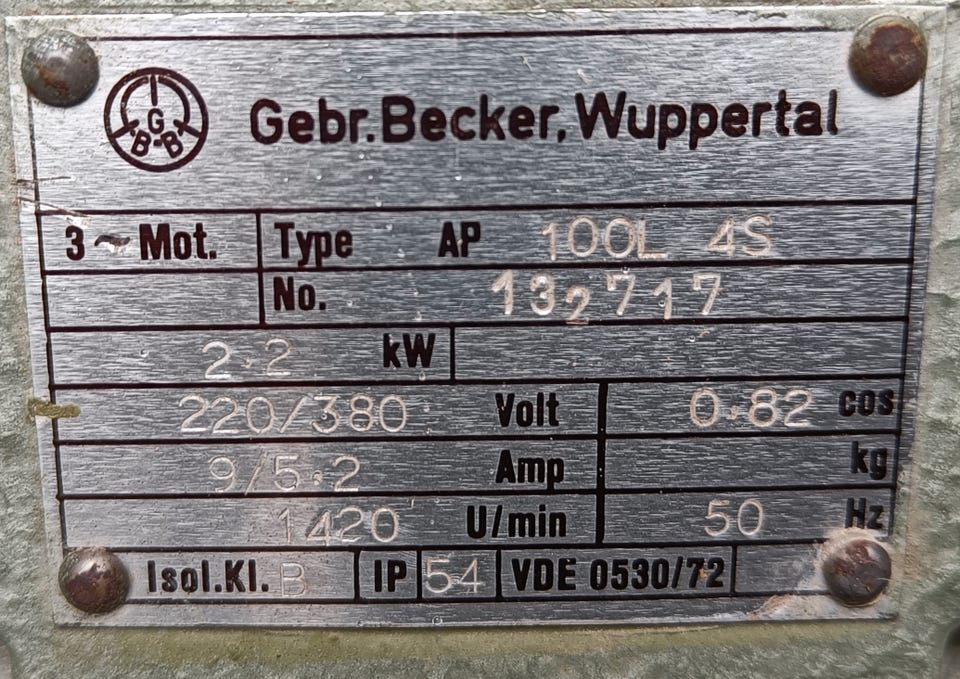 G
B-B
Gebr. Becker, Wuppertal
3 ~ Mot. Type AP 100L 4S
No. 132717
2.2 kW
220/380 Volt 0.82 cos
9/5.2 Amp kg
1420 U/min 50 Hz
Isol.Kl. B IP 54 VDE 0530/72